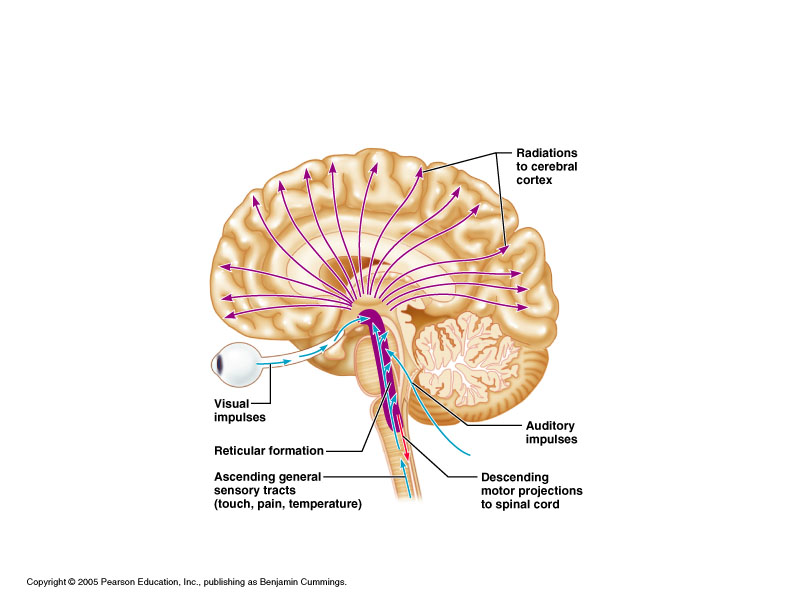 Radiations
to cerebral
cortex
Visual
impulses
Auditory
impulses
Reticular formation
Ascending general
sensory tracts
(touch, pain, temperature)
Descending
motor projections
to spinal cord
Copyright © 2005 Pearson Education, Inc., publishing as Benjamin Cummings.